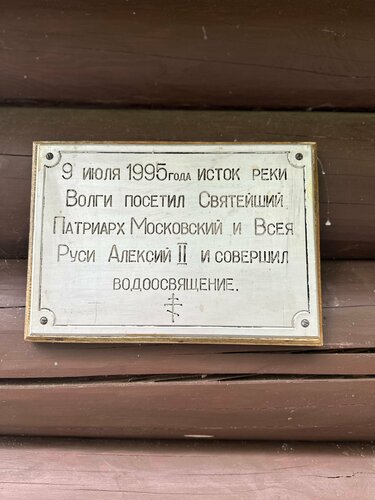 9 июля 1995года исток реки
Волги посетил Святейший
Патриарх Московский и Всея
Руси Алексий II и совершил
водоосвящение.